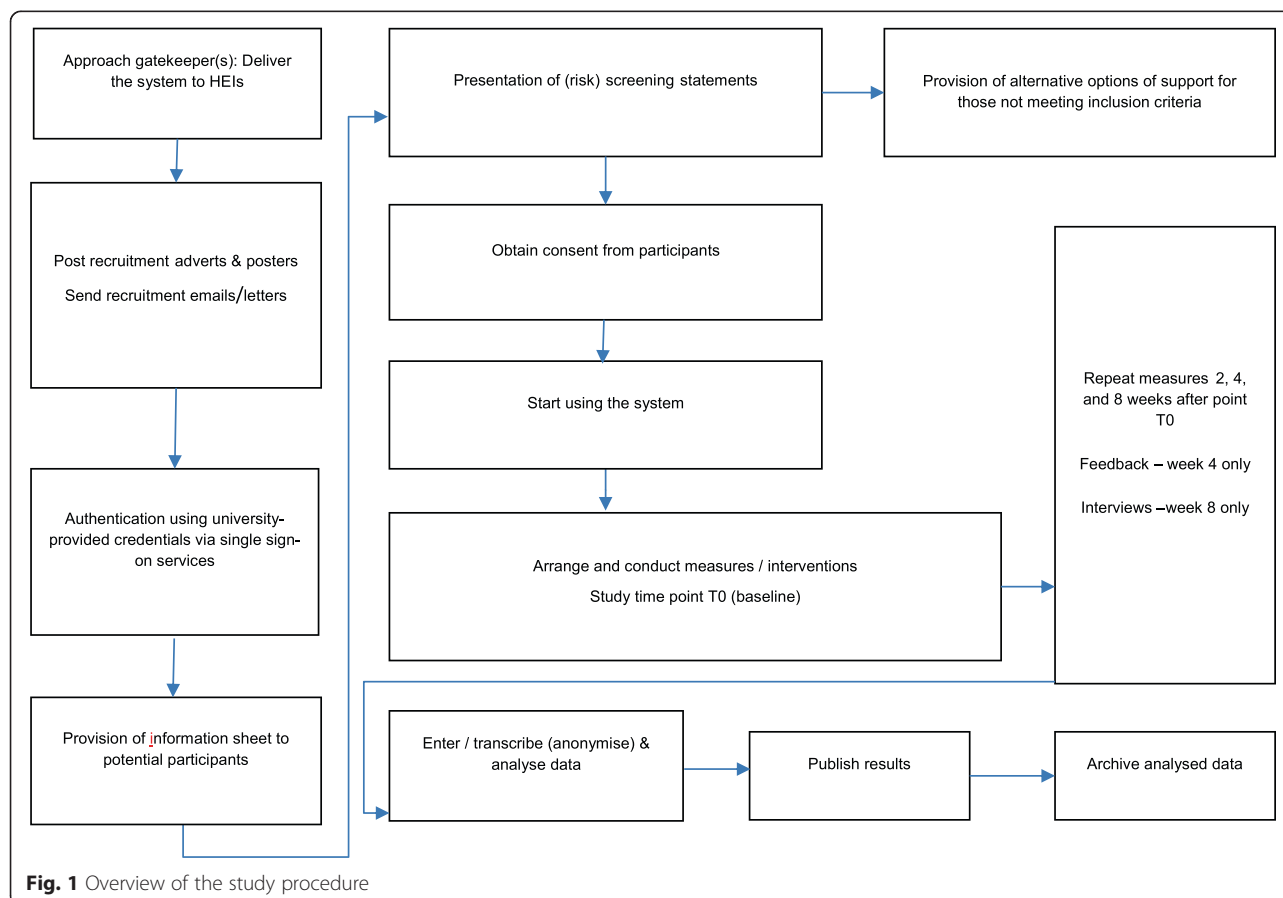 Approach gatekeeper(s): Deliver
the system to HEIs
Post recruitment adverts & posters
Send recruitment emails/letters
Authentication using university-
provided credentials via single sign-
on services
Provision of information sheet to
potential participants
Presentation of (risk) screening statements
Provision of alternative options of support for
those not meeting inclusion criteria
Obtain consent from participants
Start using the system
Arrange and conduct measures / interventions
Study time point T0 (baseline)
Repeat measures 2, 4,
and 8 weeks after point
T0
Feedback – week 4 only
Interviews –week 8 only
Enter / transcribe (anonymise) &
analyse data
Publish results
Archive analysed data
Fig. 1 Overview of the study procedure